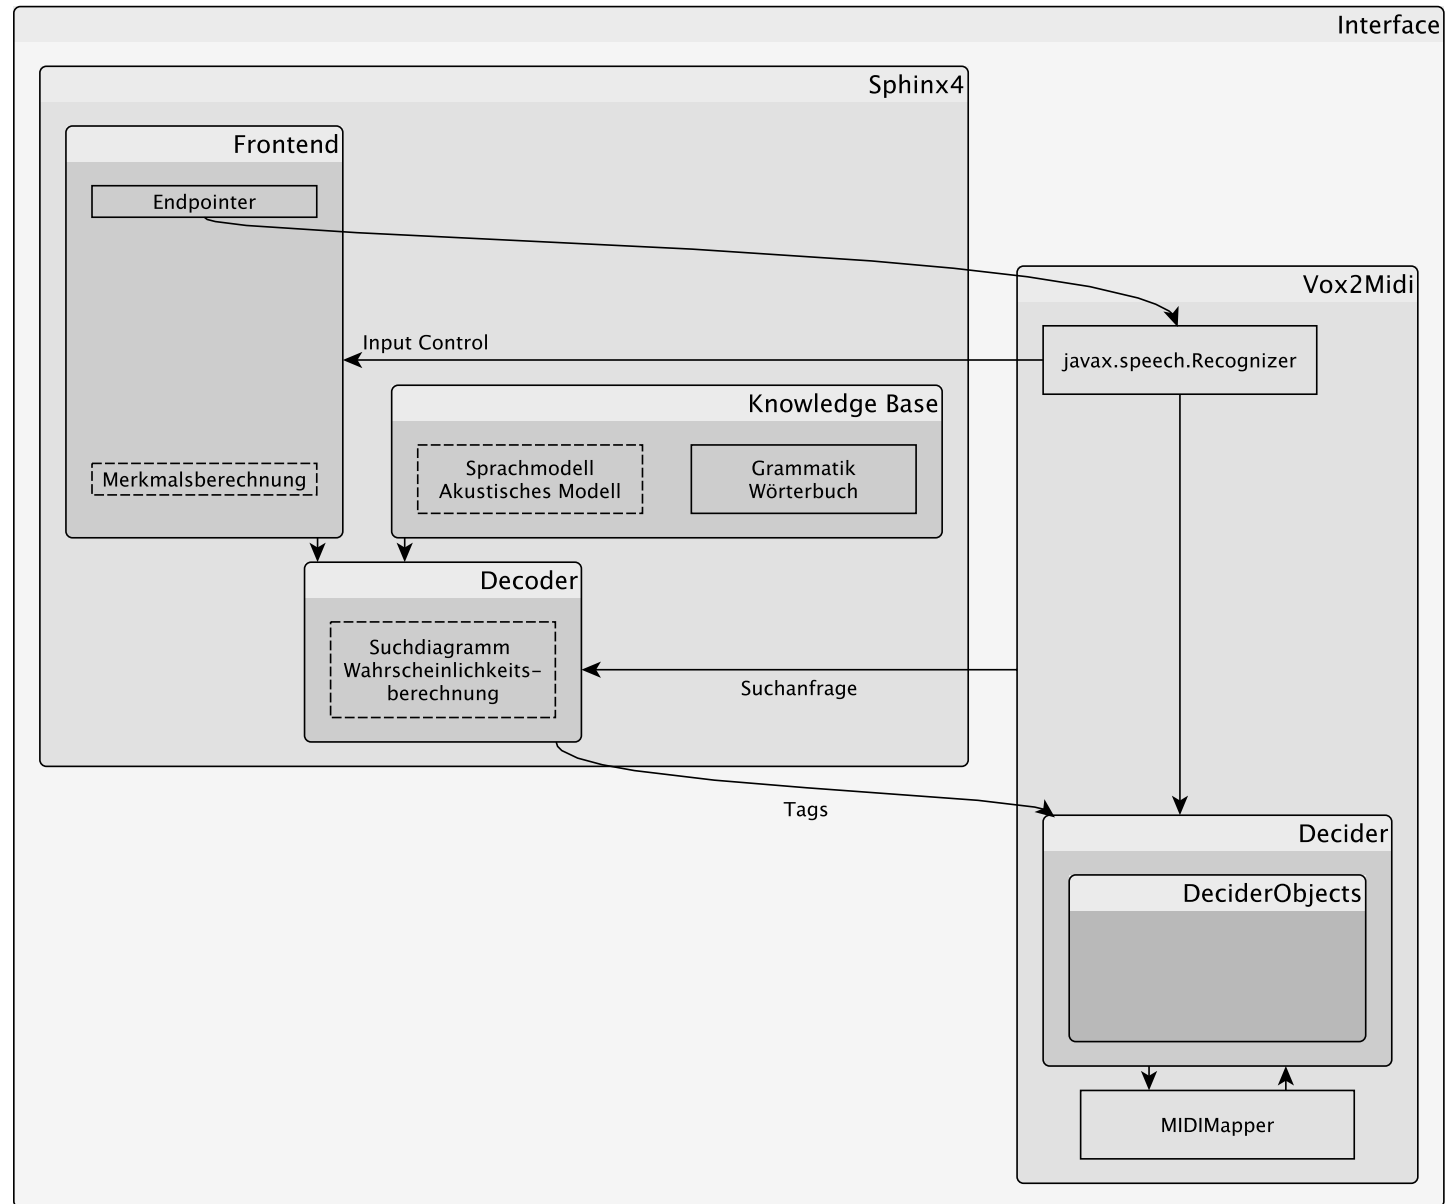 Interface
Sphinx4
Frontend
Endpointer
Vox2Midi
Input Control
javax.speech.Recognizer
Knowledge Base
Merkmalsberechnung
Sprachmodell
Akustisches Modell
Grammatik
Wörterbuch
Decoder
Suchdiagramm
Wahrscheinlichkeits-
berechnung
Suchanfrage
Tags
Decider
DeciderObjects
MIDIMapper